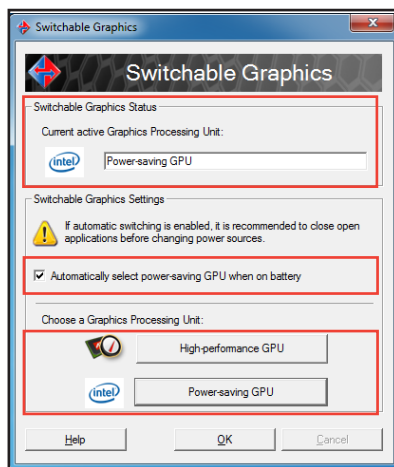 Switchable Graphics
Switchable Graphics
Switchable Graphics Status
Current active Graphics Processing Unit:
intel
Power-saving GPU
Switchable Graphics Settings
If automatic switching is enabled, it is recommended to close open
applications before changing power sources.
Automatically select power-saving GPU when on battery
Choose a Graphics Processing Unit:
High-performance GPU
intel
Power-saving GPU
Help
OK
Cancel